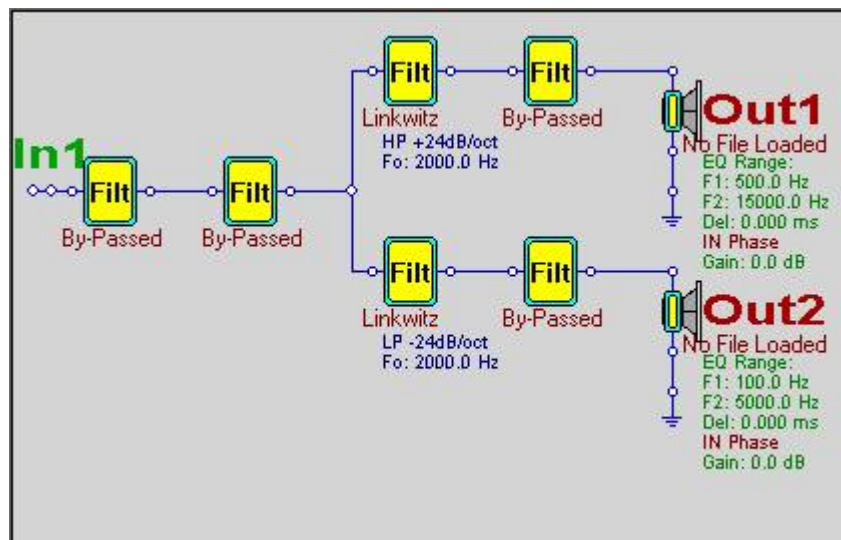 In1
Filt
By-Passed
Filt
By-Passed
Filt
Linkwitz
HP +24dB/oct
Fo: 2000.0 Hz
Filt
By-Passed
Out1
No File Loaded
EQ Range:
F1: 500.0 Hz
F2: 15000.0 Hz
Del: 0.000 ms
IN Phase
Gain: 0.0 dB
Filt
Linkwitz
LP -24dB/oct
Fo: 2000.0 Hz
Filt
By-Passed
Out2
No File Loaded
EQ Range:
F1: 100.0 Hz
F2: 5000.0 Hz
Del: 0.000 ms
IN Phase
Gain: 0.0 dB